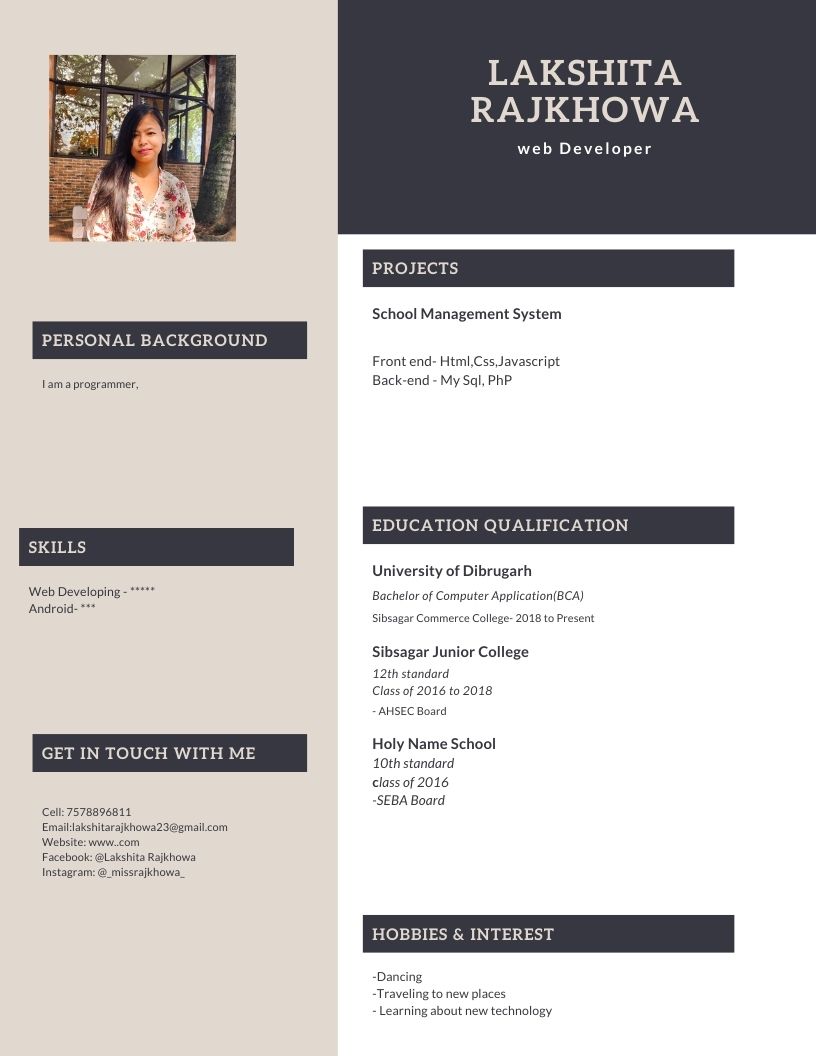 LAKSHITA
RAJKHOWA
web Developer
PERSONAL BACKGROUND
I am a programmer,
SKILLS
Web Developing - *****
Android- ***
GET IN TOUCH WITH ME
Cell: 7578896811
Email:lakshitarajkhowa23@gmail.com
Website: www..com
Facebook: @Lakshita Rajkhowa
Instagram: @_missrajkhowa_
PROJECTS
School Management System
Front end- Html,Css,Javascript
Back-end - My Sql, PhP
EDUCATION QUALIFICATION
University of Dibrugarh
Bachelor of Computer Application(BCA)
Sibsagar Commerce College- 2018 to Present
Sibsagar Junior College
12th standard
Class of 2016 to 2018
- AHSEC Board
Holy Name School
10th standard
class of 2016
-SEBA Board
HOBBIES & INTEREST
-Dancing
-Traveling to new places
- Learning about new technology